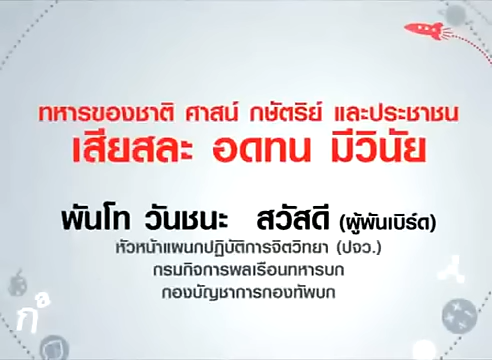 ทหารของชาติ ศาสน์ กษัตริย์ และประชาชน
เสียสละ อดทน มีวินัย
พันโท วันชนะ สวัสดี (ผู้พันเบิร์ด)
หัวหน้าแผนกปฏิบัติการจิตวิทยา (ปจว.)
กรมกิจการพลเรือนทหารบก
กองบัญชาการกองทัพบก
ก a